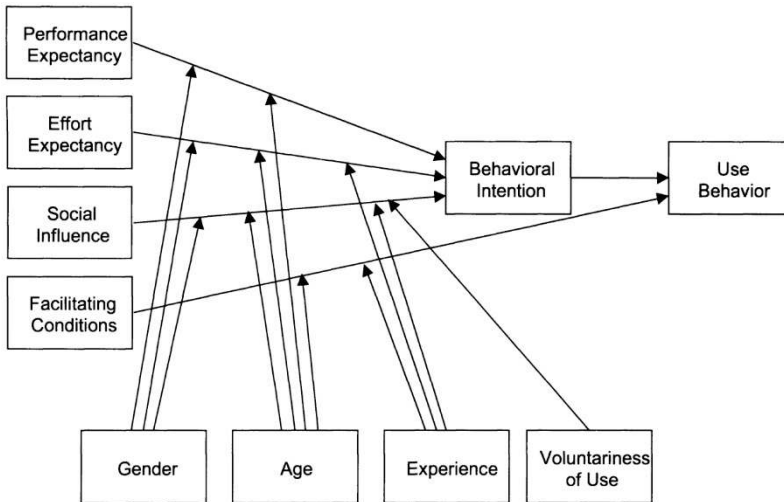 Performance
Expectancy
Effort
Expectancy
Social
Influence
Facilitating
Conditions
Behavioral
Intention
Use
Behavior
Gender
Age
Experience
Voluntariness
of Use